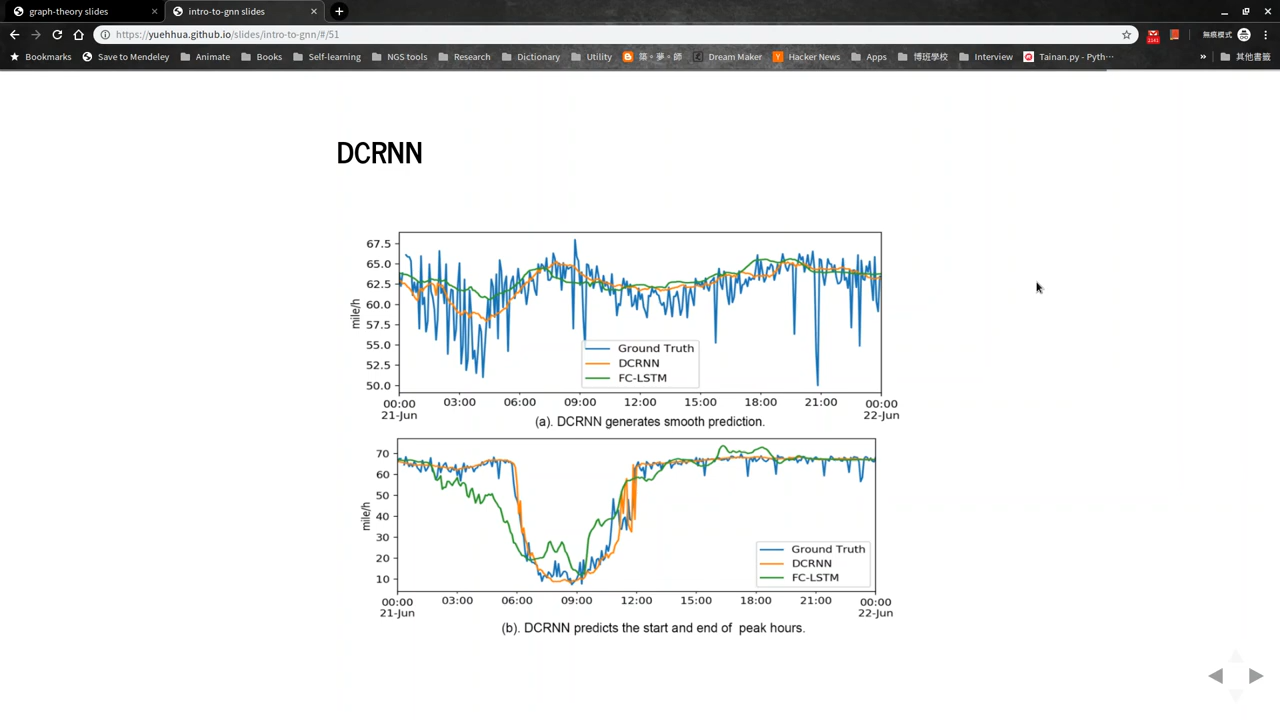 graph-theory slides
intro-to-gnn slides
https://yuehhua.github.io/slides/intro-to-gnn/#/51
無痕模式
Bookmarks
Save to Mendeley
Animate
Books
Self-learning
NGS tools
Research
Dictionary
Utility
築。夢。師
Dream Maker
Hacker News
Apps
博班學校
Interview
Tainan.py - Pyth…
»
其他書籤
DCRNN
67.5
65.0
62.5
60.0
57.5
55.0
52.5
50.0
mile/h
Ground Truth
DCRNN
FC-LSTM
00:00 03:00 06:00 09:00 12:00 15:00 18:00 21:00 00:00
21-Jun 22-Jun
(a). DCRNN generates smooth prediction.
70
60
50
40
30
20
10
mile/h
Ground Truth
DCRNN
FC-LSTM
00:00 03:00 06:00 09:00 12:00 15:00 18:00 21:00 00:00
21-Jun 22-Jun
(b). DCRNN predicts the start and end of peak hours.